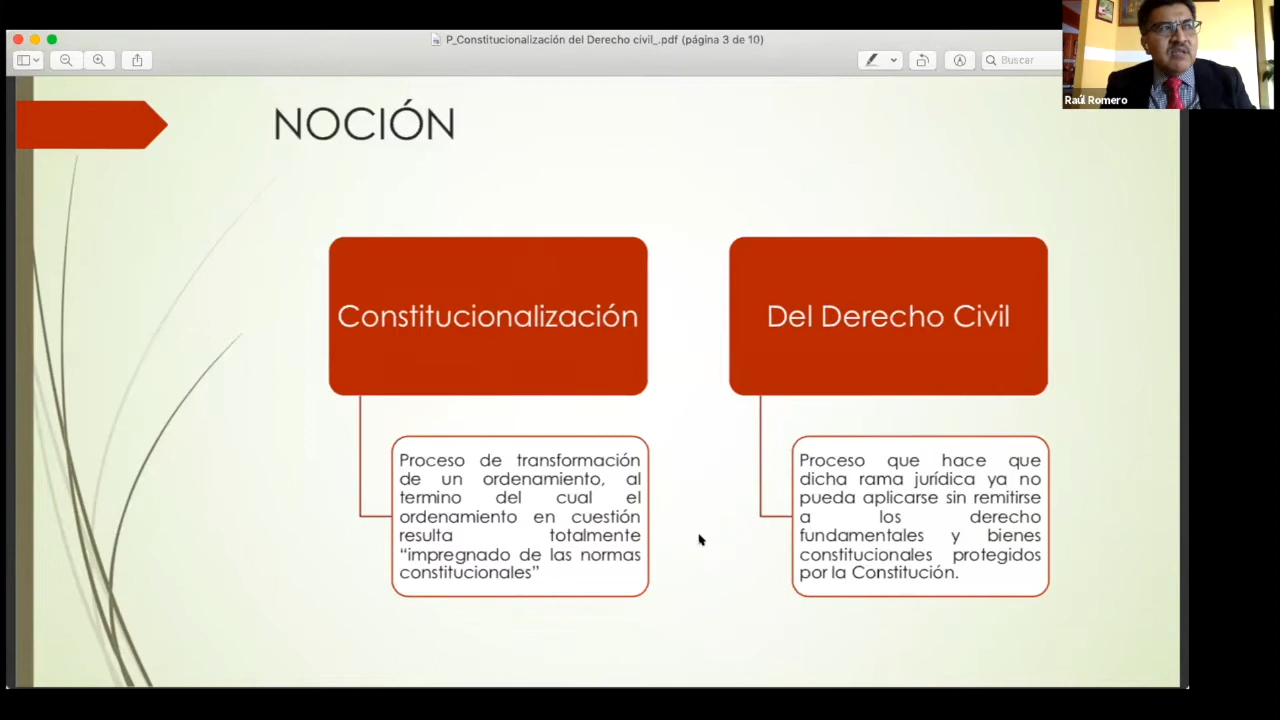 P_Constitucionalización del Derecho civil_.pdf (página 3 de 10)
Buscar
Raúl Romero
NOCIÓN
Constitucionalización
Proceso de transformación
de un ordenamiento, al
termino del cual el
ordenamiento en cuestión
resulta totalmente
“impregnado de las normas
constitucionales”
Del Derecho Civil
Proceso que hace que
dicha rama jurídica ya no
pueda aplicarse sin remitirse
a los derecho
fundamentales y bienes
constitucionales protegidos
por la Constitución.